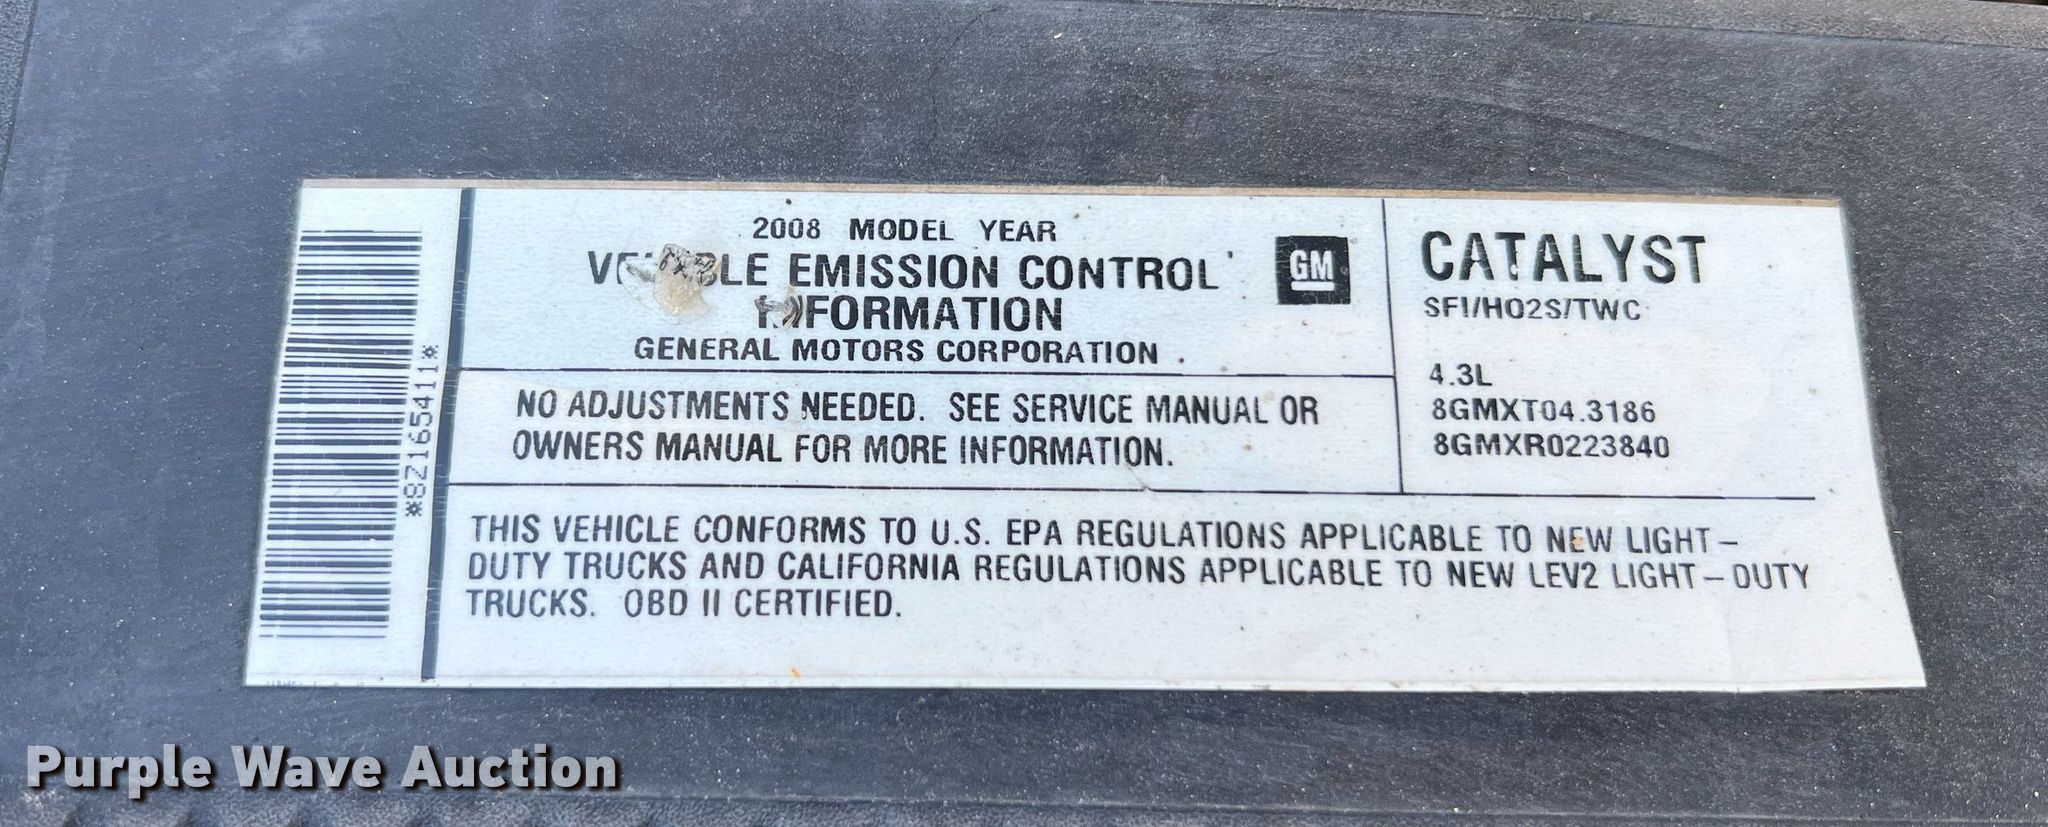 2008 MODEL YEAR
EMISSION CONTROL
GENERAL MOTORS CORPORATION
GM
NO ADJUSTMENTS NEEDED. SEE SERVICE MANUAL OR
OWNERS MANUAL FOR MORE INFORMATION.
CATALYST
SFI/HO2S/TWC
4.3L
8GMXT04.3186
8GMXR0223840
THIS VEHICLE CONFORMS TO U.S. EPA REGULATIONS APPLICABLE TO NEW LIGHT-
DUTY TRUCKS AND CALIFORNIA REGULATIONS APPLICABLE TO NEW LEV2 LIGHT-DUTY
TRUCKS. OBD II CERTIFIED.
*8Z165411*
Purple Wave Auction